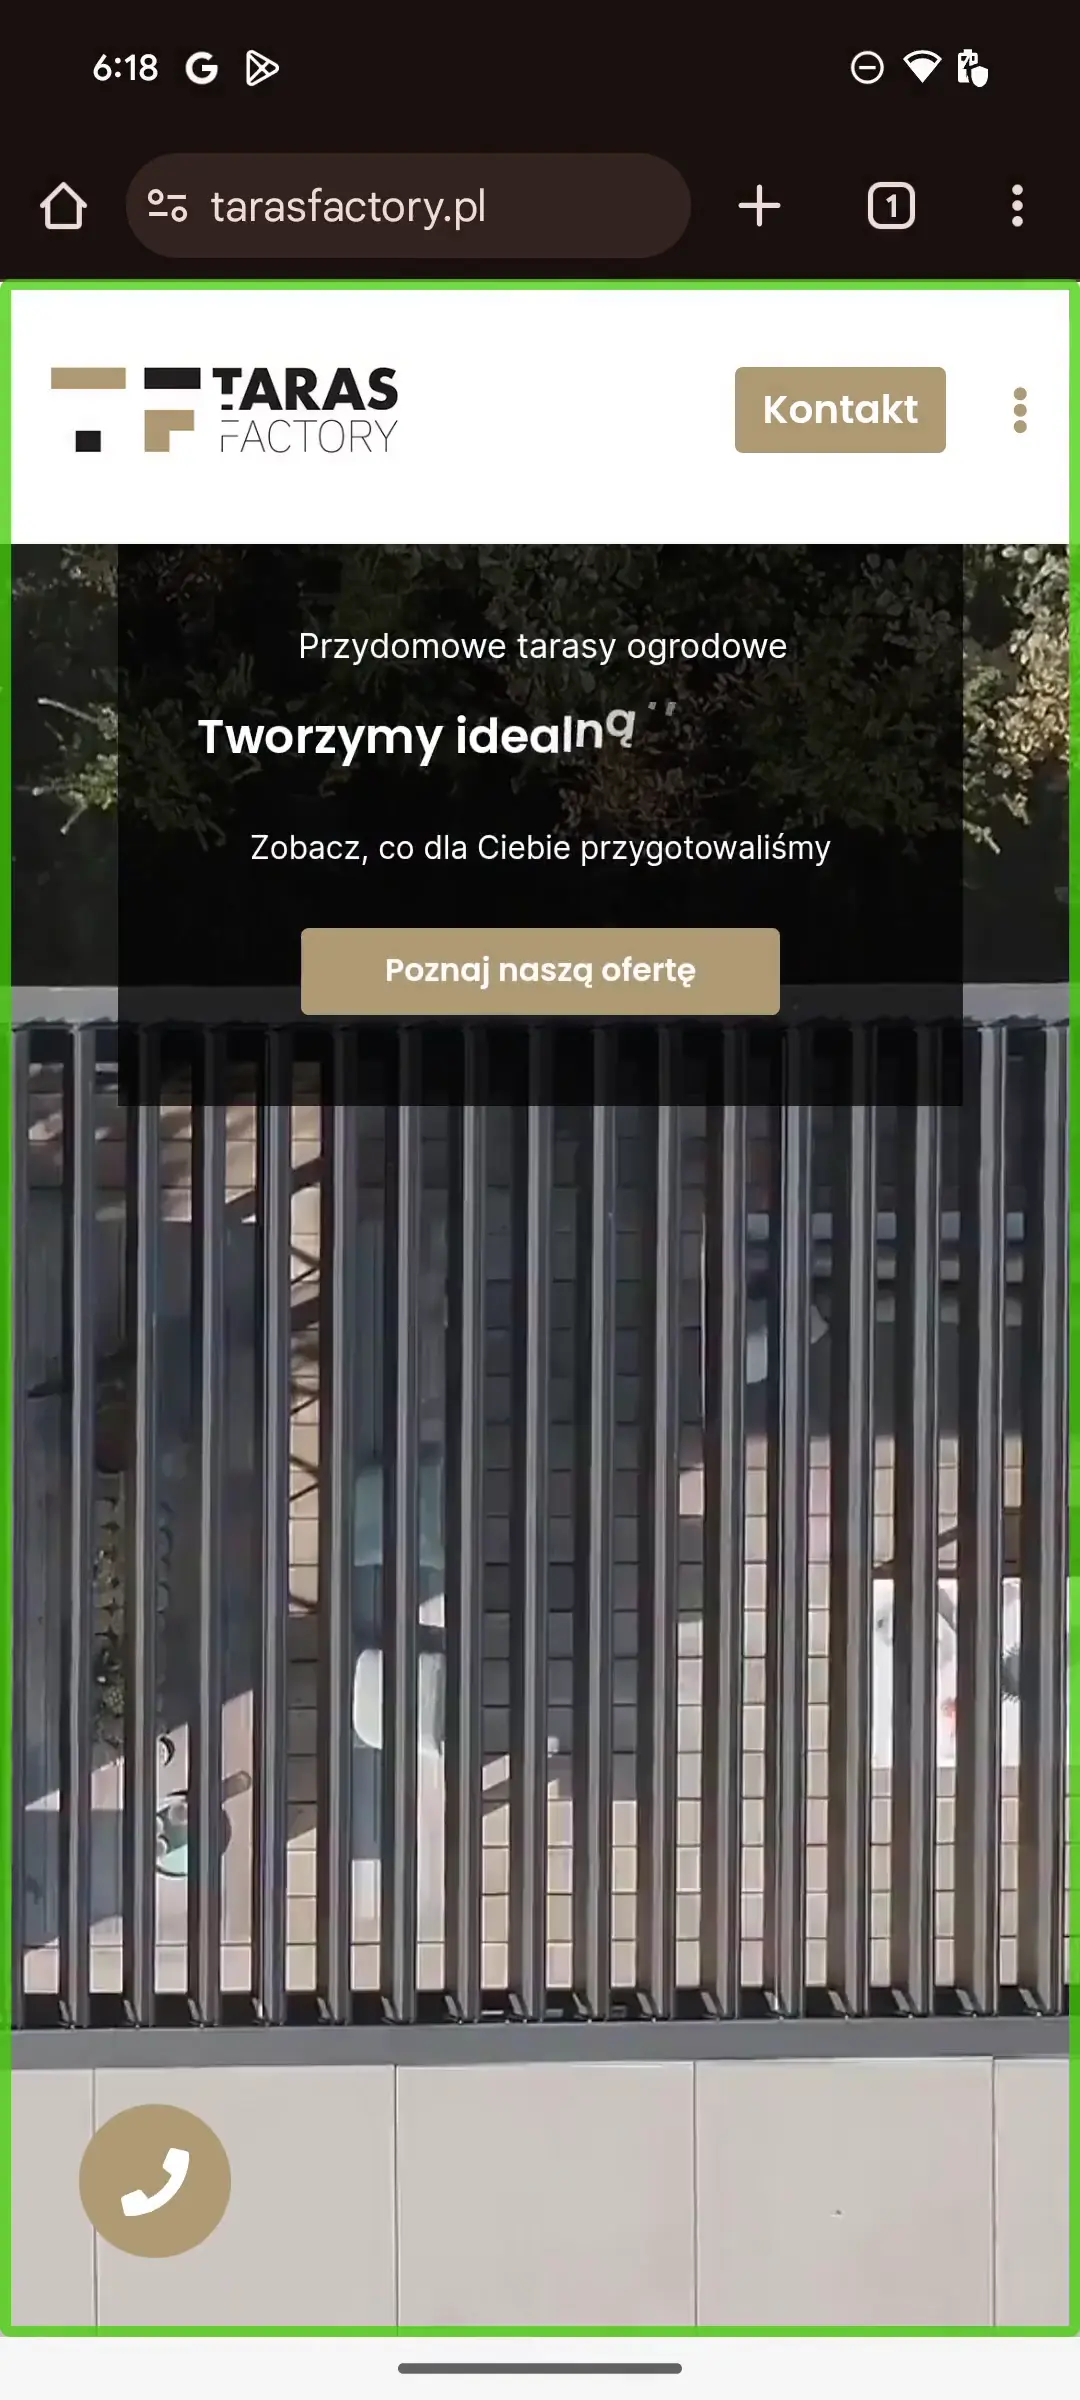 6:18
tarasfactory.pl
1
TARAS
FACTORY
Kontakt
Przydomowe tarasy ogrodowe
Tworzymy idealną
Zobacz, co dla Ciebie przygotowaliśmy
Poznaj naszą ofertę